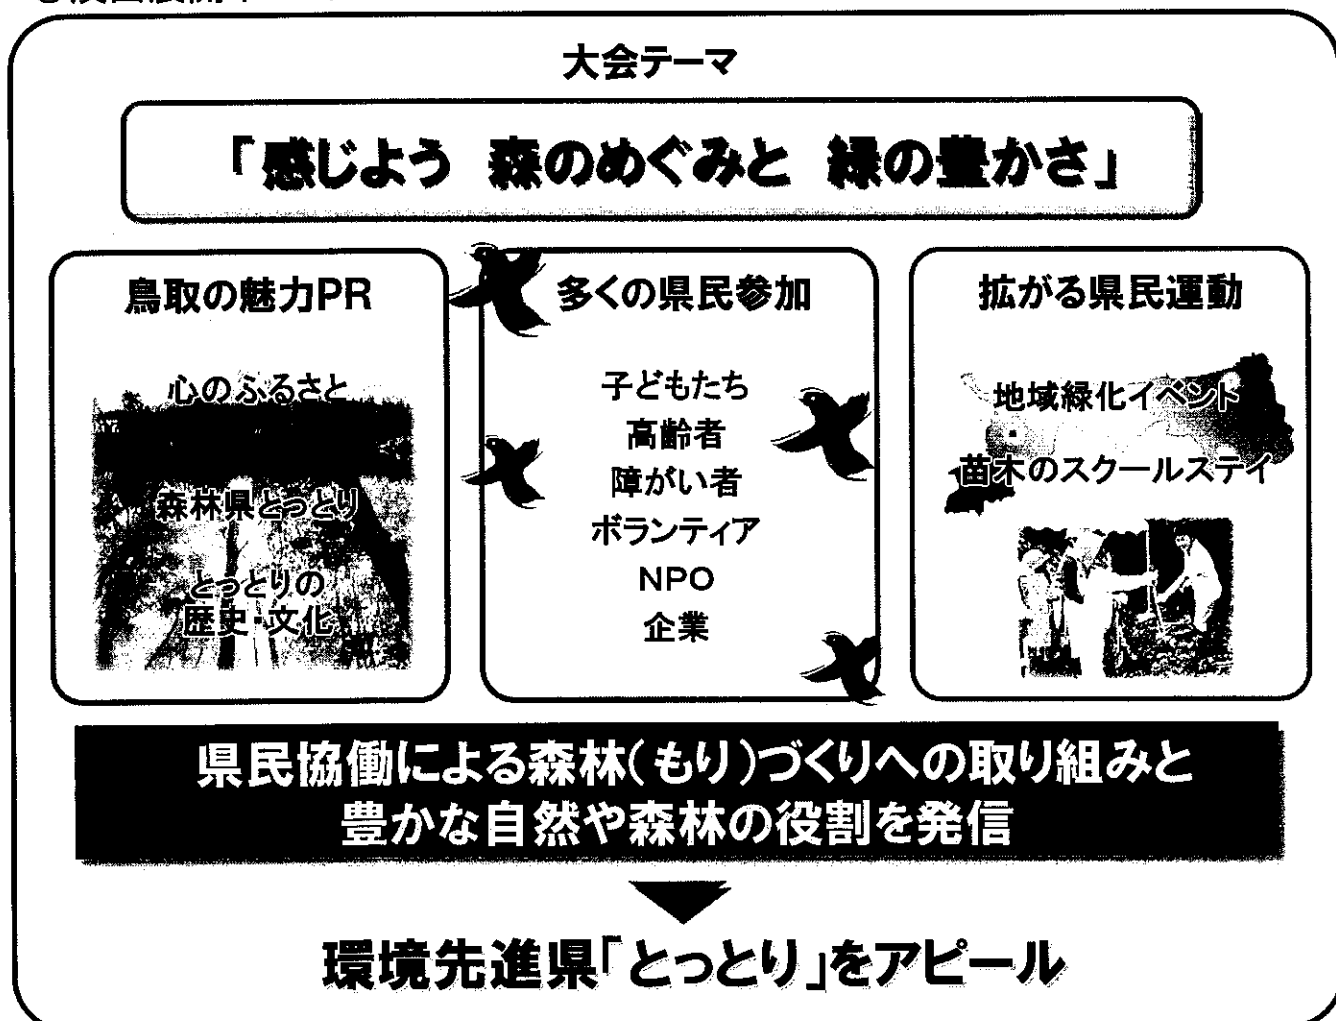 大会テーマ
「感じよう 森のめぐみと 緑の豊かさ」
鳥取の魅力PR
心のふるさと
森林県とっとり
とっとりの
歴史・文化
多くの県民参加
子どもたち
高齢者
障がい者
ボランティア
NPO
企業
拡がる県民運動
地域緑化イベント
苗木のスクールステイ
県民協働による森林(もり)づくりへの取り組みと
豊かな自然や森林の役割を発信
環境先進県「とっとり」をアピール